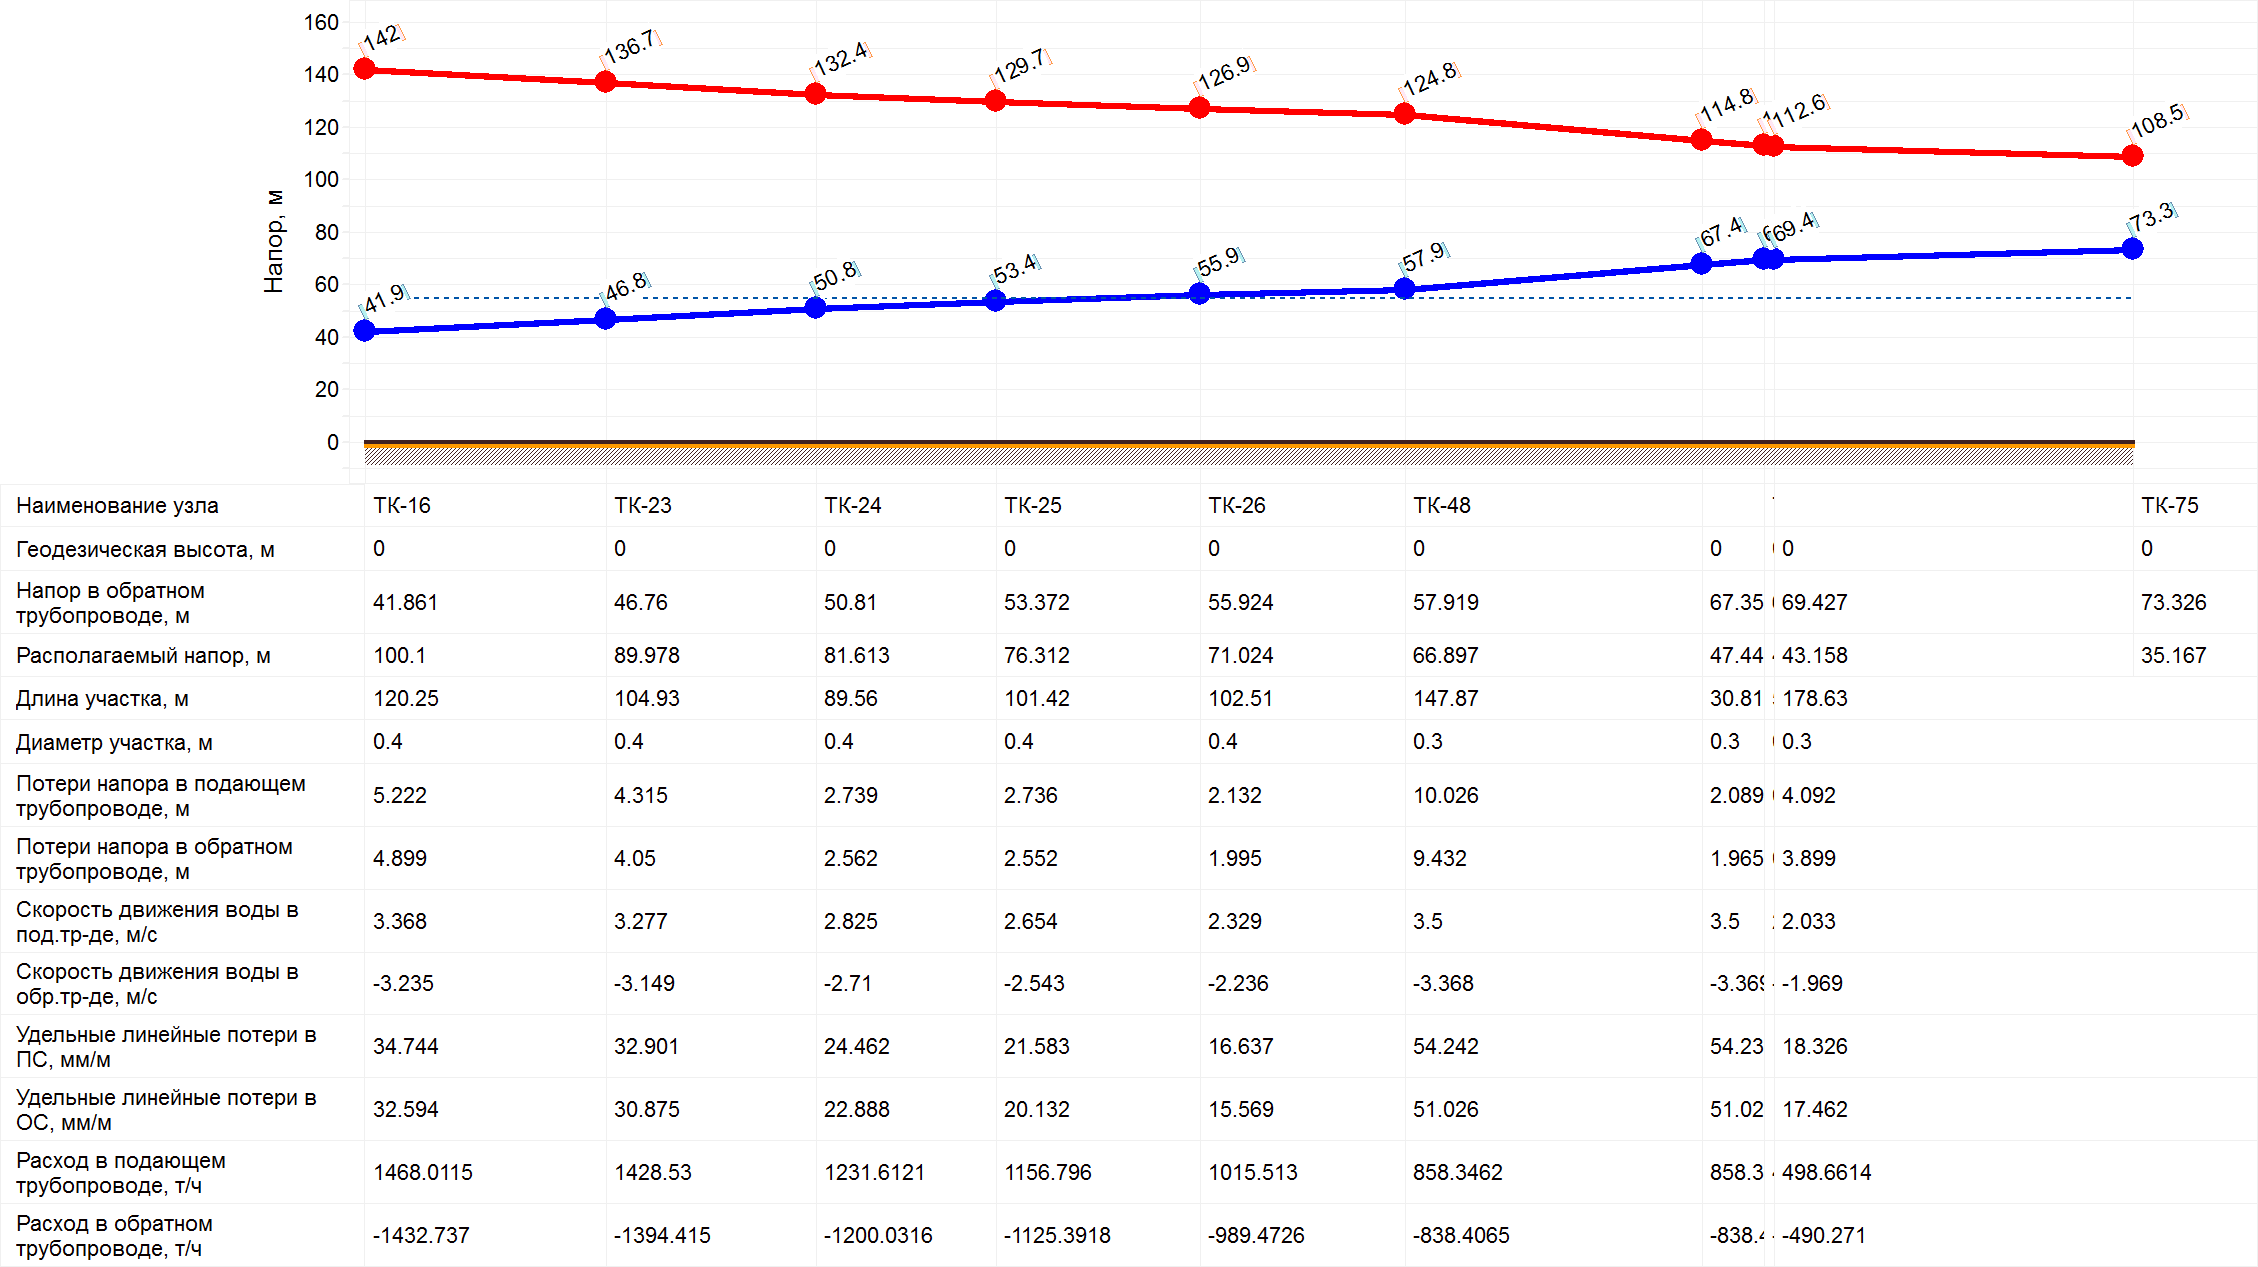 160
140
120
100
80
60
40
20
0
Напор, м
[142]
[136.7]
[132.4]
[129.7]
[126.9]
[124.8]
[114.8]
[112.6]
[108.5]
[41.9]
[46.8]
[50.8]
[53.4]
[55.9]
[57.9]
[67.4]
[69.4]
[73.3]
Наименование узла ТК-16 ТК-23 ТК-24 ТК-25 ТК-26 ТК-48 ТК-75
Геодезическая высота, м 0 0 0 0 0 0 0 0 0
Напор в обратном
трубопроводе, м 41.861 46.76 50.81 53.372 55.924 57.919 67.35 69.427 73.326
Располагаемый напор, м 100.1 89.978 81.613 76.312 71.024 66.897 47.44 43.158 35.167
Длина участка, м 120.25 104.93 89.56 101.42 102.51 147.87 30.81 178.63
Диаметр участка, м 0.4 0.4 0.4 0.4 0.4 0.3 0.3 0.3
Потери напора в подающем
трубопроводе, м 5.222 4.315 2.739 2.736 2.132 10.026 2.089 4.092
Потери напора в обратном
трубопроводе, м 4.899 4.05 2.562 2.552 1.995 9.432 1.965 3.899
Скорость движения воды в
под.тр-де, м/с 3.368 3.277 2.825 2.654 2.329 3.5 3.5 2.033
Скорость движения воды в
обр.тр-де, м/с -3.235 -3.149 -2.71 -2.543 -2.236 -3.368 -3.369 -1.969
Удельные линейные потери в
ПС, мм/м 34.744 32.901 24.462 21.583 16.637 54.242 54.23 18.326
Удельные линейные потери в
ОС, мм/м 32.594 30.875 22.888 20.132 15.569 51.026 51.02 17.462
Расход в подающем
трубопроводе, т/ч 1468.0115 1428.53 1231.6121 1156.796 1015.513 858.3462 858.3 498.6614
Расход в обратном
трубопроводе, т/ч -1432.737 -1394.415 -1200.0316 -1125.3918 -989.4726 -838.4065 -838.4 -490.271